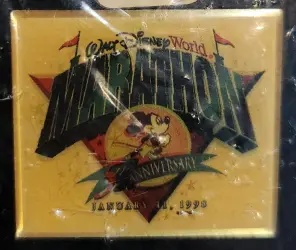 Walt Disney World
MARATHON
ANNIVERSARY
JANUARY 11, 1998